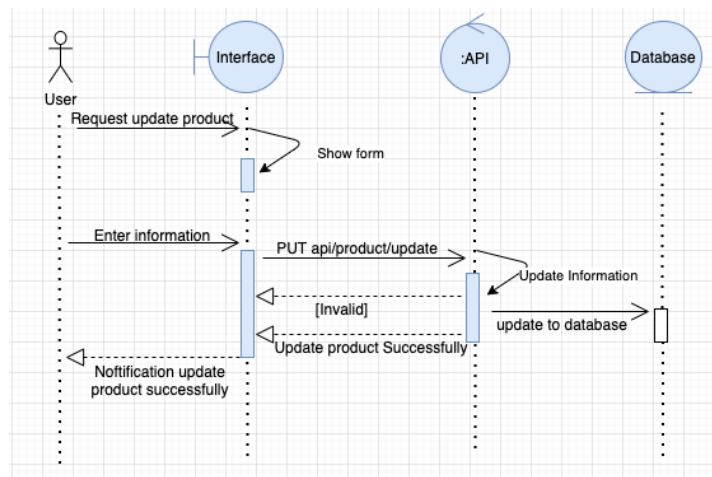 Interface
:API
Database
User
Request update product
Show form
Enter information
PUT api/product/update
Update Information
[Invalid]
update to database
Update product Successfully
Noftification update
product successfully